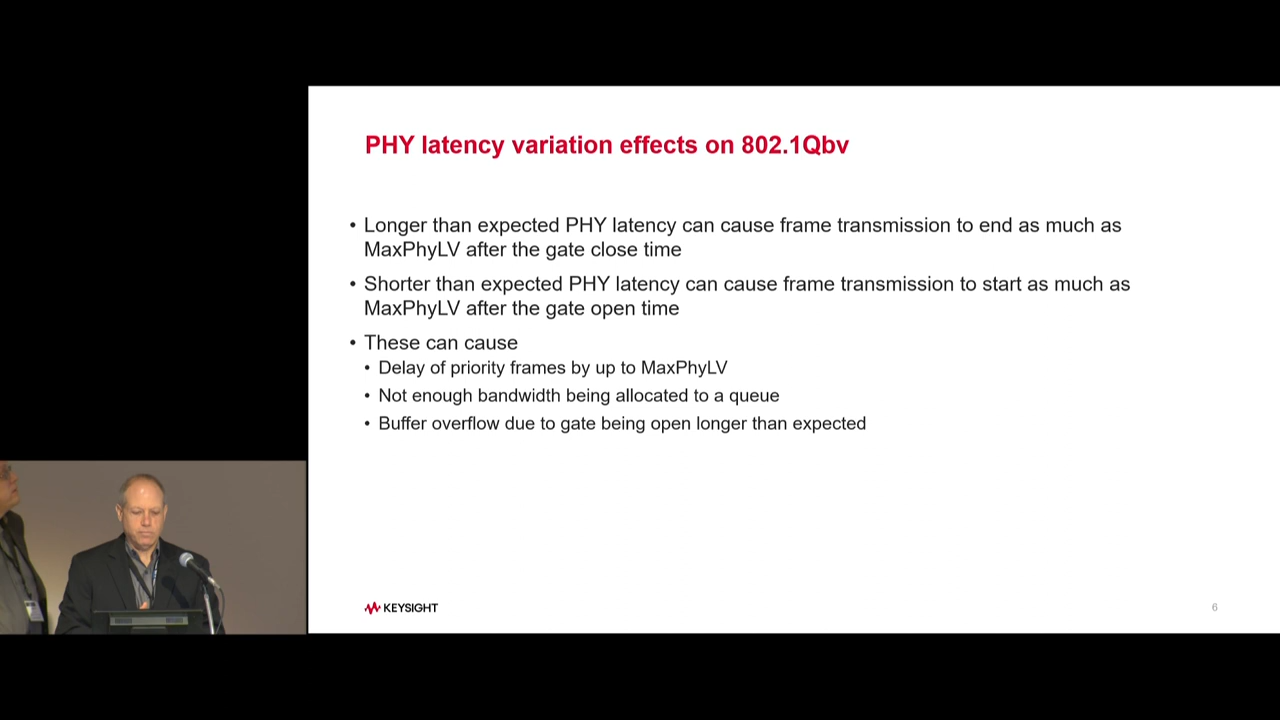 PHY latency variation effects on 802.1Qbv
• Longer than expected PHY latency can cause frame transmission to end as much as
MaxPhyLV after the gate close time
• Shorter than expected PHY latency can cause frame transmission to start as much as
MaxPhyLV after the gate open time
• These can cause
• Delay of priority frames by up to MaxPhyLV
• Not enough bandwidth being allocated to a queue
• Buffer overflow due to gate being open longer than expected
KEYSIGHT
6